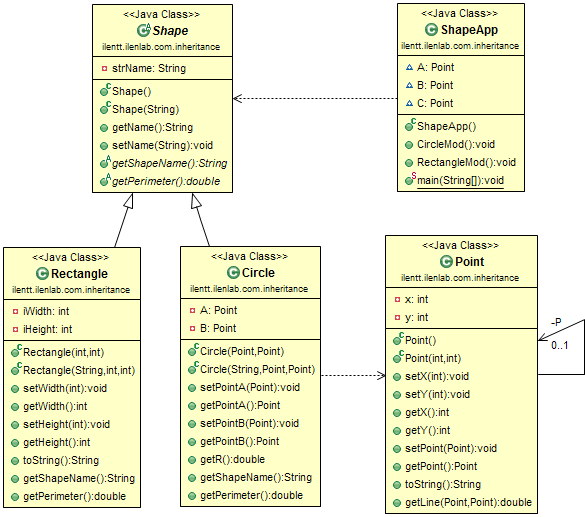 <<Java Class>>
Shape
ilentt.ilenlab.com.inheritance
strName: String
Shape()
Shape(String)
getName():String
setName(String):void
getShapeName():String
getPerimeter():double
<<Java Class>>
ShapeApp
ilentt.ilenlab.com.inheritance
A: Point
B: Point
C: Point
ShapeApp()
CircleMod():void
RectangleMod():void
main(String[]):void
<<Java Class>>
Rectangle
ilentt.ilenlab.com.inheritance
iWidth: int
iHeight: int
Rectangle(int,int)
Rectangle(String,int,int)
setWidth(int):void
getWidth():int
setHeight(int):void
getHeight():int
toString():String
getShapeName():String
getPerimeter():double
<<Java Class>>
Circle
ilentt.ilenlab.com.inheritance
A: Point
B: Point
Circle(Point,Point)
Circle(String,Point,Point)
setPointA(Point):void
getPointA():Point
setPointB(Point):void
getPointB():Point
getR():double
getShapeName():String
getPerimeter():double
<<Java Class>>
Point
ilentt.ilenlab.com.inheritance
x: int
y: int
Point()
Point(int,int)
setX(int):void
setY(int):void
getX():int
getY():int
setPoint(Point):void
getPoint():Point
toString():String
getLine(Point,Point):double
-P
0..1